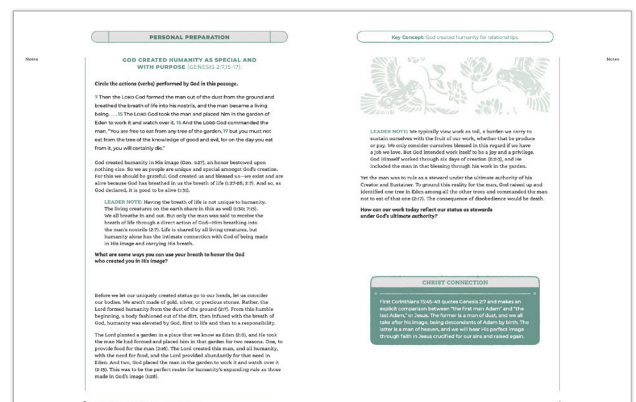 PERSONAL PREPARATION
Notes
GOD CREATED HUMANITY AS SPECIAL AND
WITH PURPOSE (GENESIS 2:7,15-17).
Circle the actions (verbs) performed by God in this passage.
7 Then the LORD God formed the man out of the dust from the ground and
breathed the breath of life into his nostrils, and the man became a living
being. . . . 15 The LORD God took the man and placed him in the garden of
Eden to work it and watch over it. 16 And the LORD God commanded the
man, "You are free to eat from any tree of the garden, 17 but you must not
eat from the tree of the knowledge of good and evil, for on the day you eat
from it, you will certainly die."
God created humanity in His image (Gen. 1:27), an honor bestowed upon
nothing else. So we as people are unique and special amongst God's creation.
For this we should be grateful. God created us and blessed us—we exist and are
alive because God has breathed in us the breath of life (1:27-28; 2:7). And so, as
God declared, it is good to be alive (1:31).
LEADER NOTE: Having the breath of life is not unique to humanity.
The living creatures on the earth share in this as well (1:30; 7:15).
We all breathe in and out. But only the man was said to receive the
breath of life through a direct action of God—Him breathing into
the man's nostrils (2:7). Life is shared by all living creatures, but
humanity alone has the intimate connection with God of being made
in His image and carrying His breath.
What are some ways you can use your breath to honor the God
who created you in His image?
Before we let our uniquely created status go to our heads, let us consider
our bodies. We aren't made of gold, silver, or precious stones. Rather, the
Lord formed humanity from the dust of the ground (2:7). From this humble
beginning, a body fashioned out of the dirt, then infused with the breath of
God, humanity was elevated by God, first to life and then to a responsibility.
The Lord planted a garden in a place that we know as Eden (2:8), and He took
the man He had formed and placed him in that garden for two reasons. One, to
provide food for the man (2:16). The Lord created this man, and all humanity,
with the need for food, and the Lord provided abundantly for that need in
Eden. And two, God placed the man in the garden to work it and watch over it
(2:15). This was to be the perfect realm for humanity's expanding rule as those
made in God's image (1:28).
Key Concept: God created humanity for relationships.
Notes
LEADER NOTE: We typically view work as toil, a burden we carry to
sustain ourselves with the fruit of our work, whether that be produce
or pay. We only consider ourselves blessed in this regard if we have
a job we love. But God intended work itself to be a joy and a privilege.
God Himself worked through six days of creation (2:2-3), and He
included the man in that blessing through his work in the garden.
Yet the man was to rule as a steward under the ultimate authority of his
Creator and Sustainer. To ground this reality for the man, God raised up and
identified one tree in Eden among all the other trees and commanded the man
not to eat of that one (2:17). The consequence of disobedience would be death.
How can our work today reflect our status as stewards
under God's ultimate authority?
CHRIST CONNECTION
First Corinthians 15:45-49 quotes Genesis 2:7 and makes an
explicit comparison between "the first man Adam" and "the
last Adam," or Jesus. The former is a man of dust, and we all
take after his image, being descendants of Adam by birth. The
latter is a man of heaven, and we will take His perfect image
through faith in Jesus crucified for our sins and raised again.